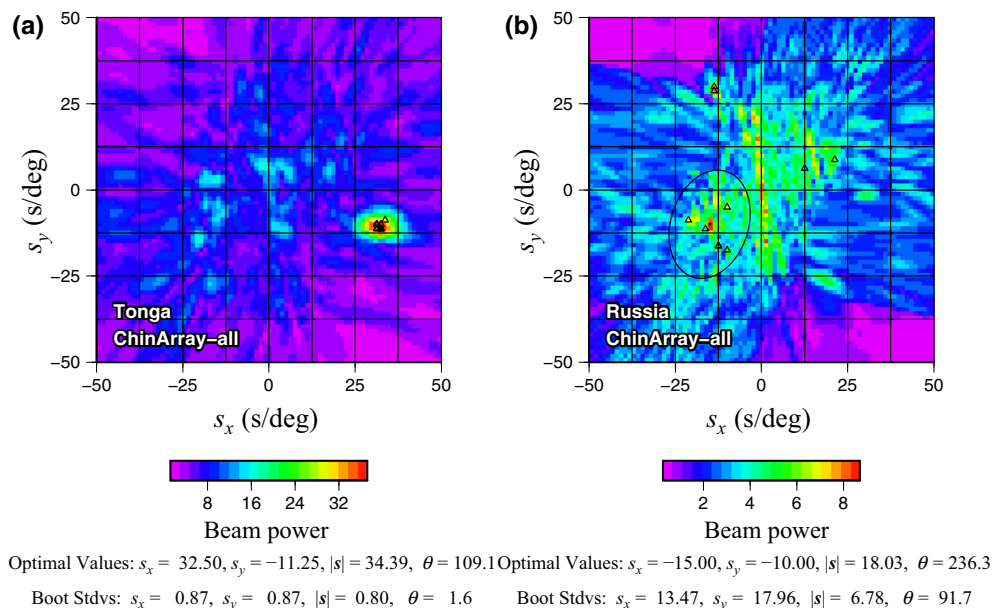 (a)
50
25
0
−25
−50
s_y (s/deg)
Tonga
ChinArray−all
−50 −25 0 25 50
s_x (s/deg)
8 16 24 32
Beam power
Optimal Values: s_x = 32.50, s_y = −11.25, |s| = 34.39, θ = 109.1
Boot Stdvs: s_x = 0.87, s_y = 0.87, |s| = 0.80, θ = 1.6
(b)
50
25
0
−25
−50
s_y (s/deg)
Russia
ChinArray−all
−50 −25 0 25 50
s_x (s/deg)
2 4 6 8
Beam power
Optimal Values: s_x = −15.00, s_y = −10.00, |s| = 18.03, θ = 236.3
Boot Stdvs: s_x = 13.47, s_y = 17.96, |s| = 6.78, θ = 91.7